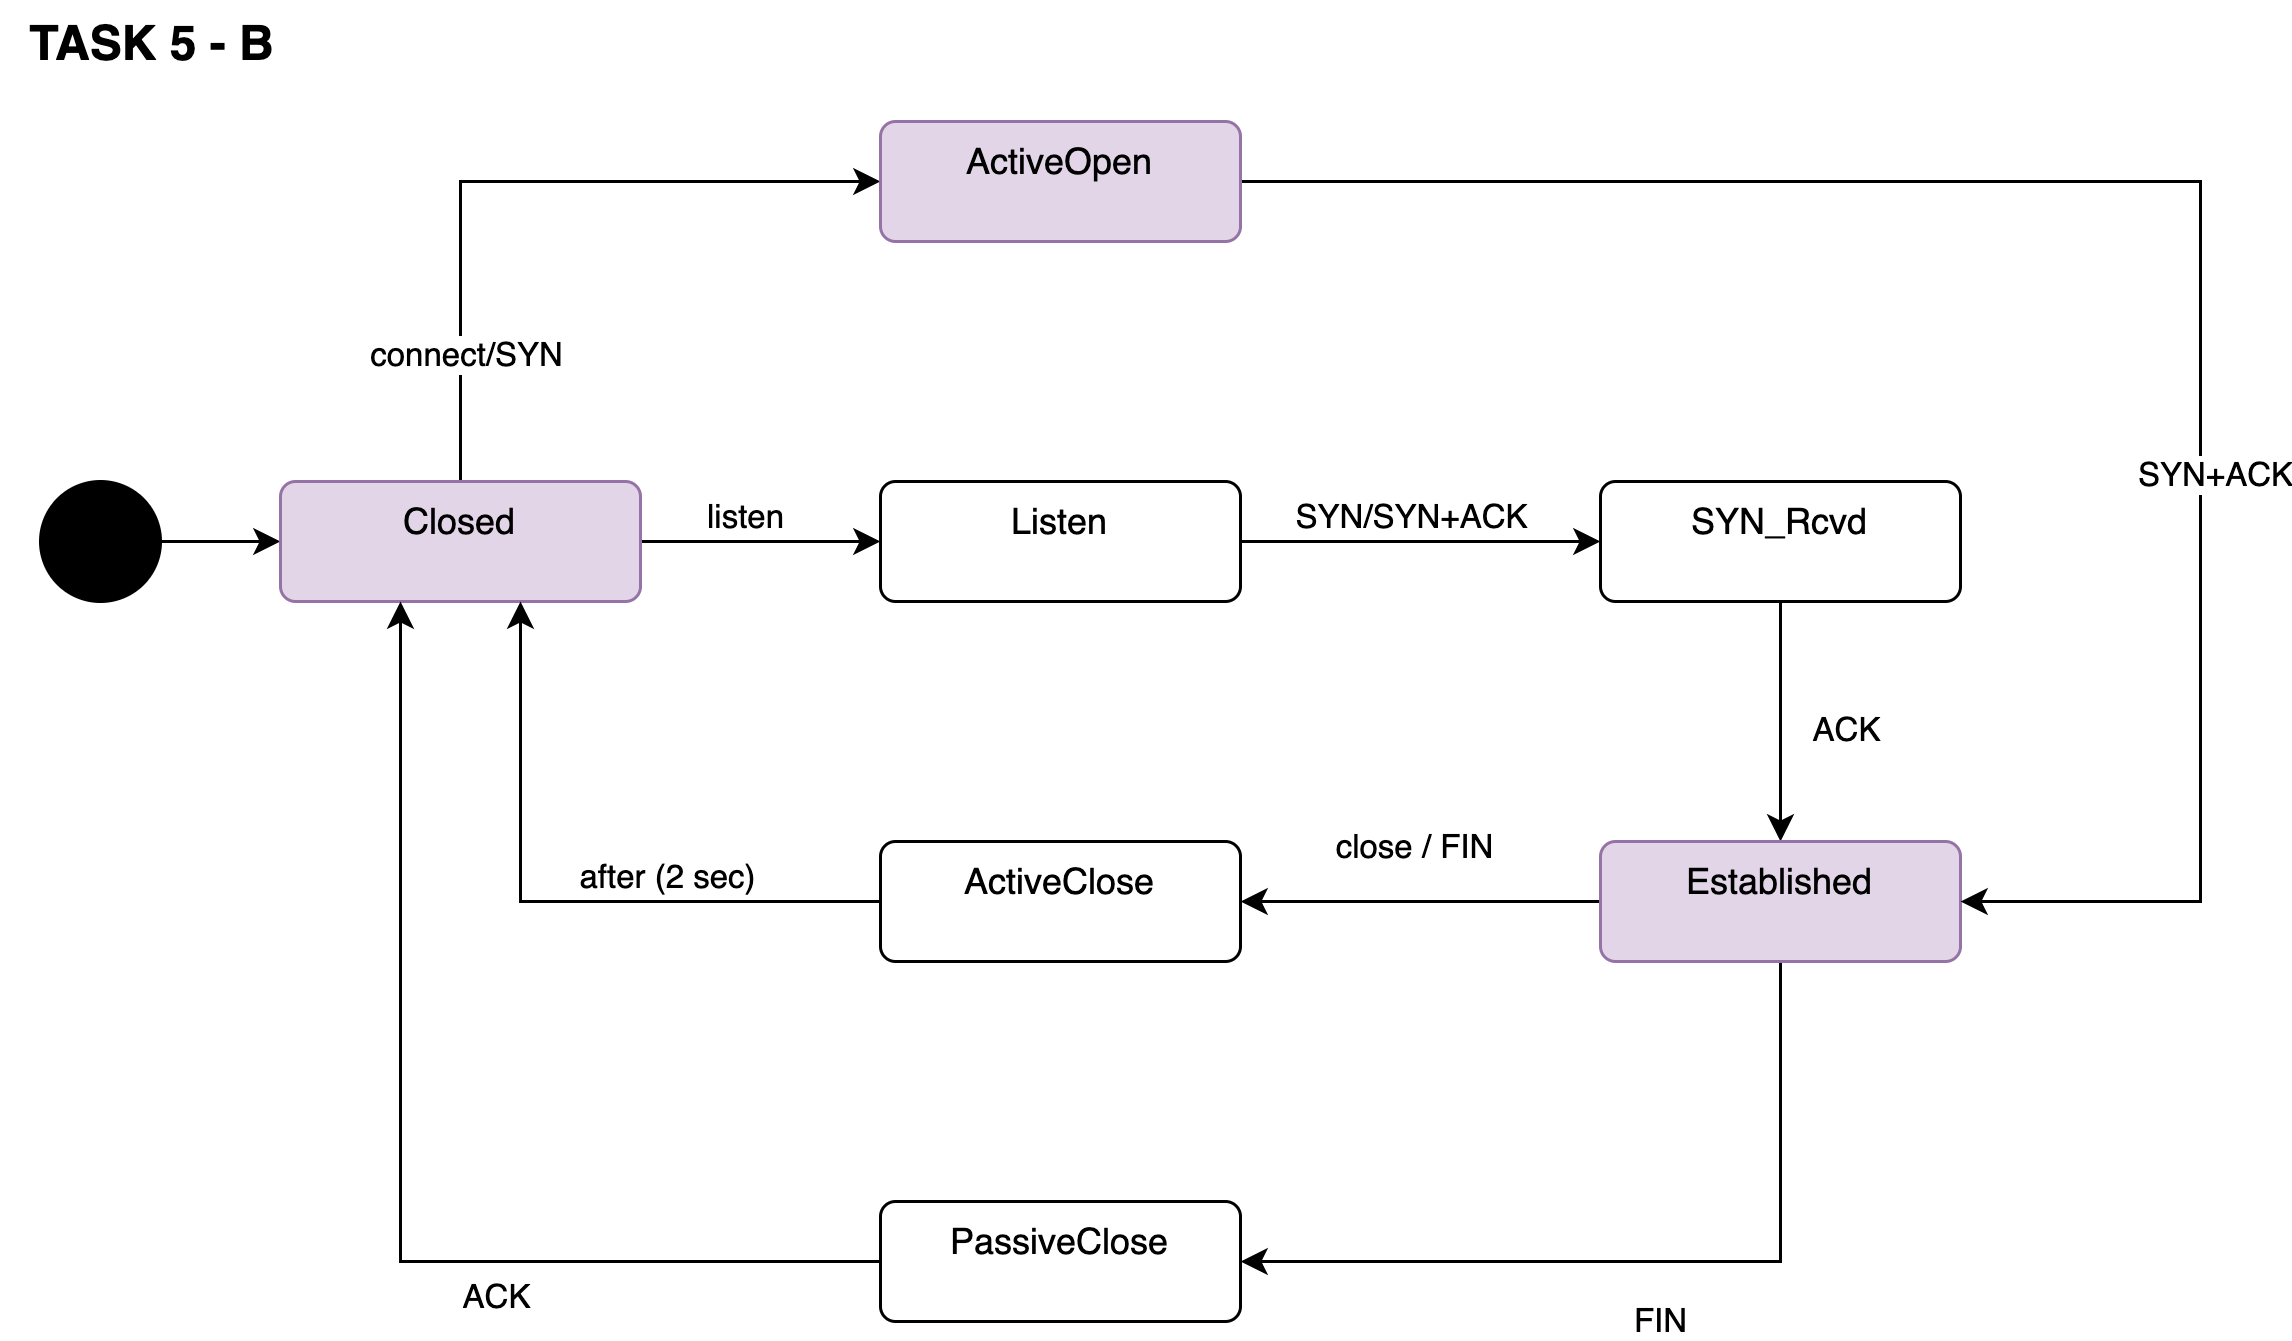 TASK 5 - B
ActiveOpen
connect/SYN
SYN+ACK
Closed
listen
Listen
SYN/SYN+ACK
SYN_Rcvd
ACK
after (2 sec)
ActiveClose
close / FIN
Established
PassiveClose
ACK
FIN